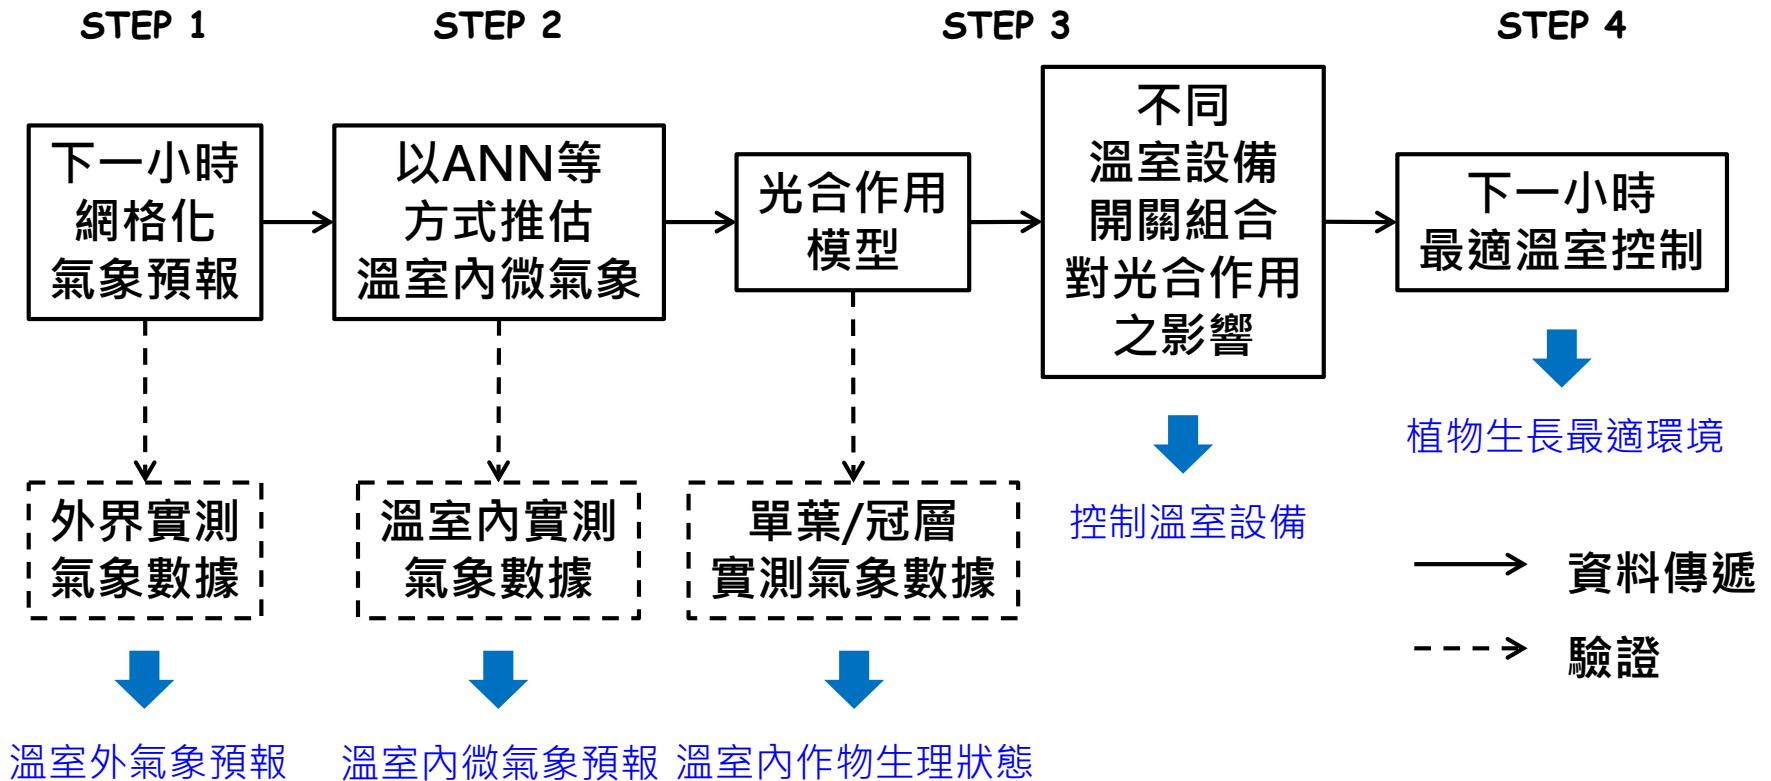 STEP 1
STEP 2
STEP 3
STEP 4
下一小時
網格化
氣象預報
以ANN等
方式推估
溫室內微氣象
光合作用
模型
不同
溫室設備
開關組合
對光合作用
之影響
下一小時
最適溫室控制
外界實測
氣象數據
溫室內實測
氣象數據
單葉/冠層
實測氣象數據
控制溫室設備
植物生長最適環境
溫室外氣象預報
溫室內微氣象預報
溫室內作物生理狀態
資料傳遞
驗證